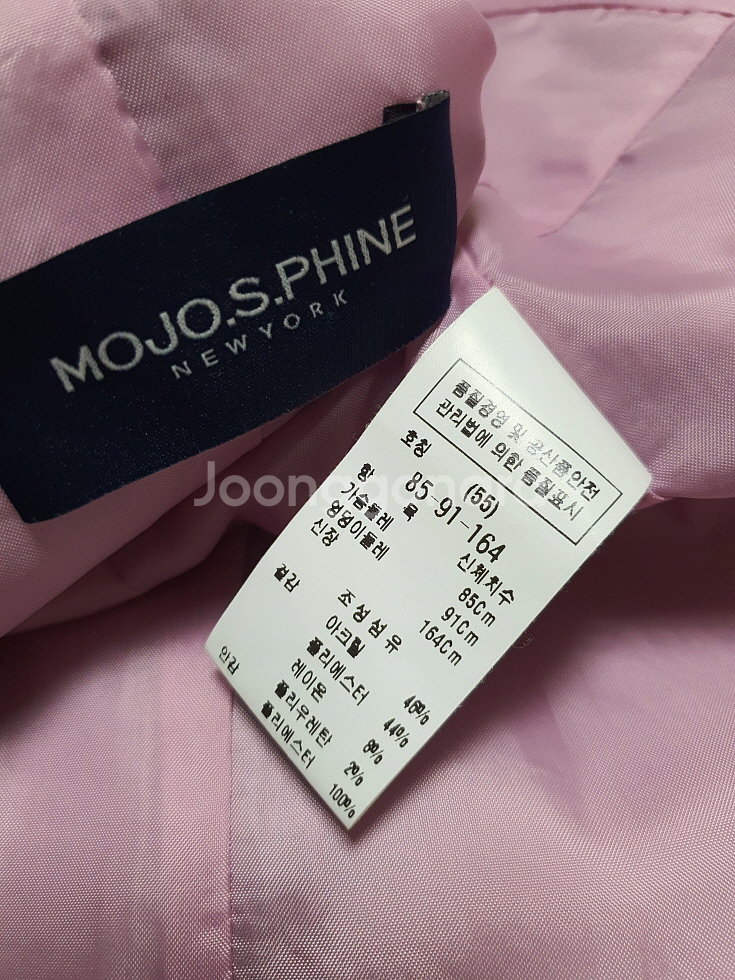 MOJO.S.PHINE
NEW YORK
품질경영 및 공산품안전
관리법에 의한 품질표시
호칭 (55)
85-91-164
항 목 신체치수
가슴둘레 85Cm
엉덩이둘레 91Cm
신장 164Cm
조성섬유
겉감 아크릴 46%
폴리에스터 44%
레이온 8%
폴리우레탄 2%
안감 폴리에스터 100%